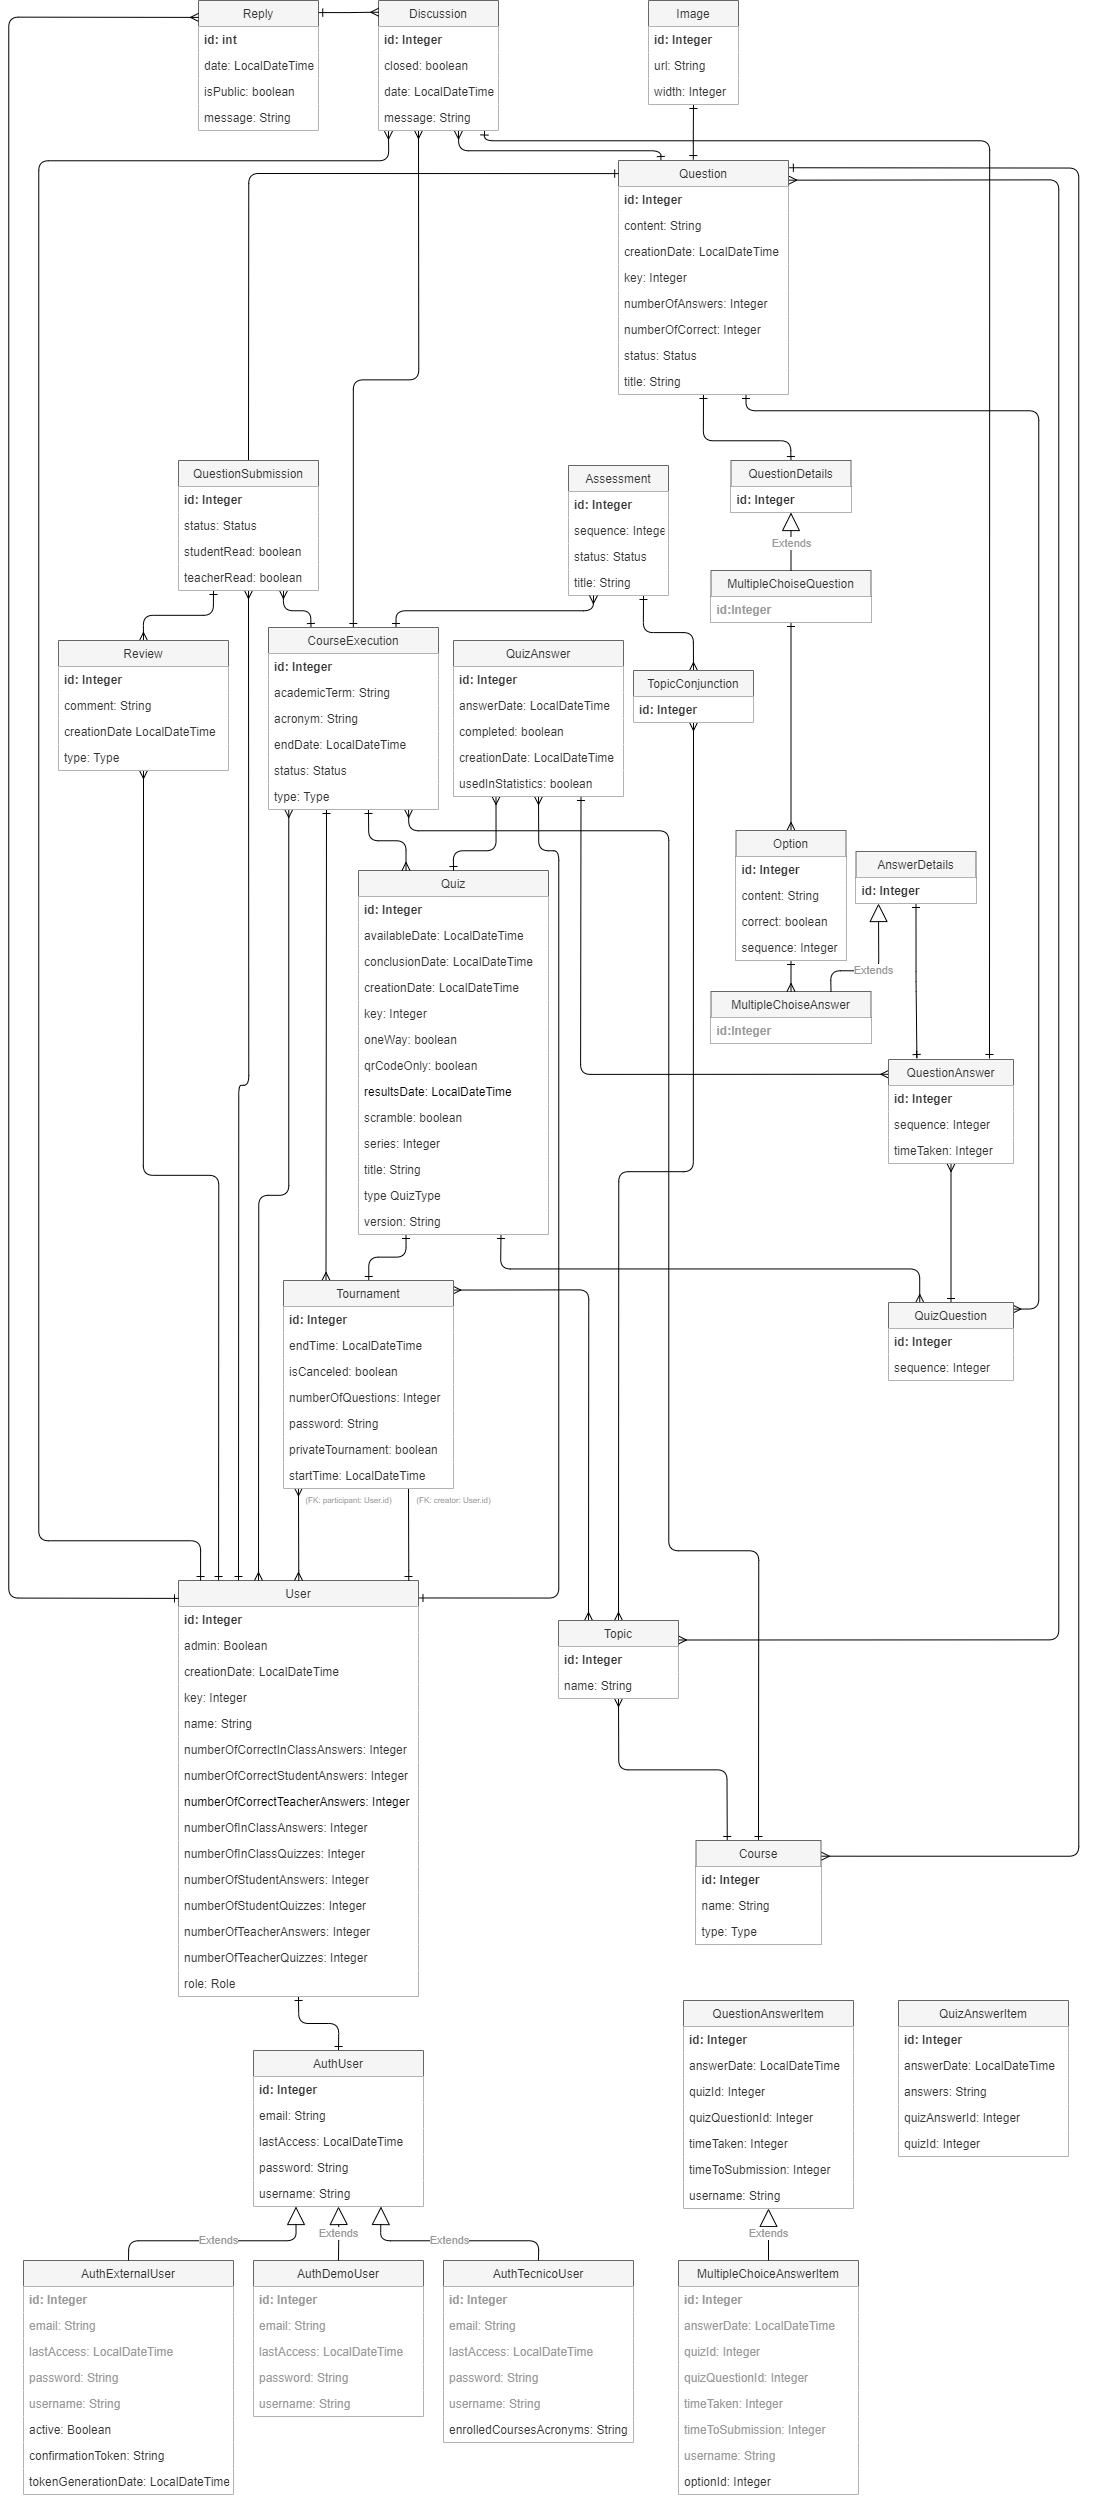 Reply
id: int
date: LocalDateTime
isPublic: boolean
message: String
Discussion
id: Integer
closed: boolean
date: LocalDateTime
message: String
Image
id: Integer
url: String
width: Integer
Question
id: Integer
content: String
creationDate: LocalDateTime
key: Integer
numberOfAnswers: Integer
numberOfCorrect: Integer
status: Status
title: String
QuestionSubmission
id: Integer
status: Status
studentRead: boolean
teacherRead: boolean
Assessment
id: Integer
sequence: Intege
status: Status
title: String
QuestionDetails
id: Integer
Extends
MultipleChoiseQuestion
id:Integer
Review
id: Integer
comment: String
creationDate LocalDateTime
type: Type
CourseExecution
id: Integer
academicTerm: String
acronym: String
endDate: LocalDateTime
status: Status
type: Type
QuizAnswer
id: Integer
answerDate: LocalDateTime
completed: boolean
creationDate: LocalDateTime
usedInStatistics: boolean
TopicConjunction
id: Integer
Option
id: Integer
content: String
correct: boolean
sequence: Integer
AnswerDetails
id: Integer
Extends
MultipleChoiseAnswer
id:Integer
Quiz
id: Integer
availableDate: LocalDateTime
conclusionDate: LocalDateTime
creationDate: LocalDateTime
key: Integer
oneWay: boolean
qrCodeOnly: boolean
resultsDate: LocalDateTime
scramble: boolean
series: Integer
title: String
type QuizType
version: String
QuestionAnswer
id: Integer
sequence: Integer
timeTaken: Integer
Tournament
id: Integer
endTime: LocalDateTime
isCanceled: boolean
numberOfQuestions: Integer
password: String
privateTournament: boolean
startTime: LocalDateTime
(FK: participant: User.id)
(FK: creator: User.id)
QuizQuestion
id: Integer
sequence: Integer
User
id: Integer
admin: Boolean
creationDate: LocalDateTime
key: Integer
name: String
numberOfCorrectInClassAnswers: Integer
numberOfCorrectStudentAnswers: Integer
numberOfCorrectTeacherAnswers: Integer
numberOfInClassAnswers: Integer
numberOfInClassQuizzes: Integer
numberOfStudentAnswers: Integer
numberOfStudentQuizzes: Integer
numberOfTeacherAnswers: Integer
numberOfTeacherQuizzes: Integer
role: Role
Topic
id: Integer
name: String
Course
id: Integer
name: String
type: Type
AuthUser
id: Integer
email: String
lastAccess: LocalDateTime
password: String
username: String
QuestionAnswerItem
id: Integer
answerDate: LocalDateTime
quizId: Integer
quizQuestionId: Integer
timeTaken: Integer
timeToSubmission: Integer
username: String
QuizAnswerItem
id: Integer
answerDate: LocalDateTime
answers: String
quizAnswerId: Integer
quizId: Integer
Extends
Extends
Extends
Extends
AuthExternalUser
id: Integer
email: String
lastAccess: LocalDateTime
password: String
username: String
active: Boolean
confirmationToken: String
tokenGenerationDate: LocalDateTime
AuthDemoUser
id: Integer
email: String
lastAccess: LocalDateTime
password: String
username: String
AuthTecnicoUser
id: Integer
email: String
lastAccess: LocalDateTime
password: String
username: String
enrolledCoursesAcronyms: String
MultipleChoiceAnswerItem
id: Integer
answerDate: LocalDateTime
quizId: Integer
quizQuestionId: Integer
timeTaken: Integer
timeToSubmission: Integer
username: String
optionId: Integer